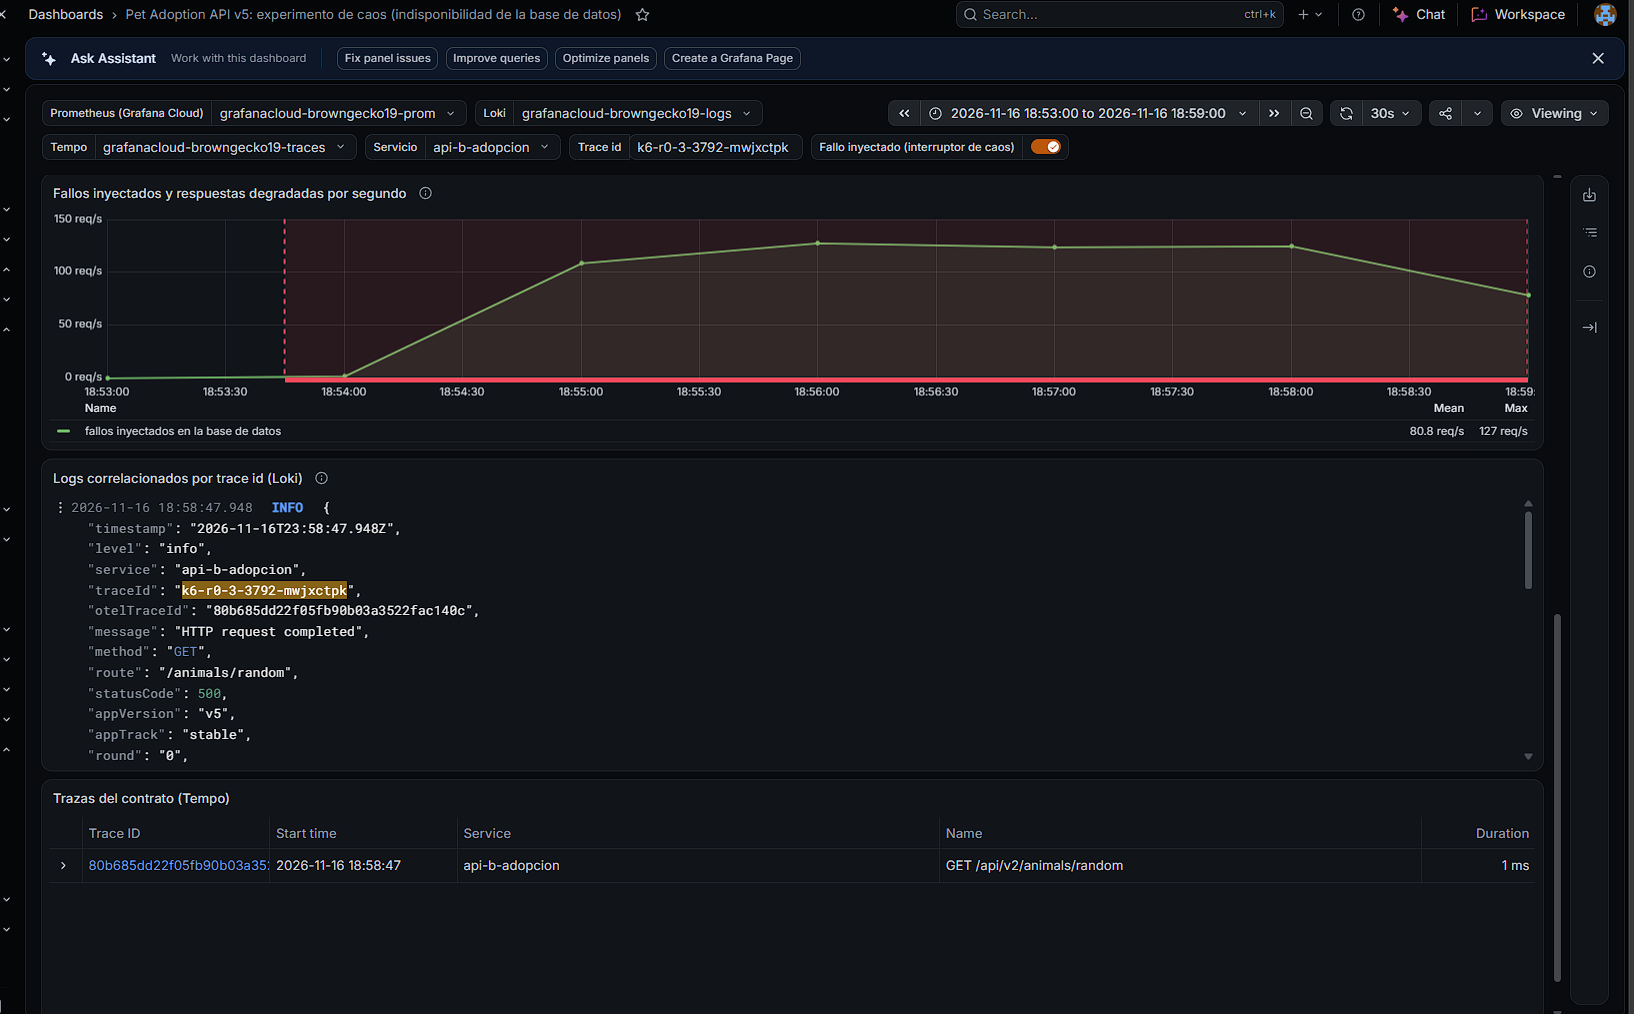 Dashboards › Pet Adoption API v5: experimento de caos (indisponibilidad de la base de datos)
Search... ctrl+k
Chat
Workspace
Ask Assistant Work with this dashboard Fix panel issues Improve queries Optimize panels Create a Grafana Page
Prometheus (Grafana Cloud) grafanacloud-browngecko19-prom Loki grafanacloud-browngecko19-logs 2026-11-16 18:53:00 to 2026-11-16 18:59:00 30s Viewing
Tempo grafanacloud-browngecko19-traces Servicio api-b-adopcion Trace id k6-r0-3-3792-mwjxctpk Fallo inyectado (interruptor de caos)
Fallos inyectados y respuestas degradadas por segundo
150 req/s
100 req/s
50 req/s
0 req/s
18:53:00 18:53:30 18:54:00 18:54:30 18:55:00 18:55:30 18:56:00 18:56:30 18:57:00 18:57:30 18:58:00 18:58:30 18:59:
Name Mean Max
fallos inyectados en la base de datos 80.8 req/s 127 req/s
Logs correlacionados por trace id (Loki)
2026-11-16 18:58:47.948 INFO {
"timestamp": "2026-11-16T23:58:47.948Z",
"level": "info",
"service": "api-b-adopcion",
"traceId": "k6-r0-3-3792-mwjxctpk",
"otelTraceId": "80b685dd22f05fb90b03a3522fac140c",
"message": "HTTP request completed",
"method": "GET",
"route": "/animals/random",
"statusCode": 500,
"appVersion": "v5",
"appTrack": "stable",
"round": "0",
Trazas del contrato (Tempo)
Trace ID Start time Service Name Duration
80b685dd22f05fb90b03a35: 2026-11-16 18:58:47 api-b-adopcion GET /api/v2/animals/random 1 ms